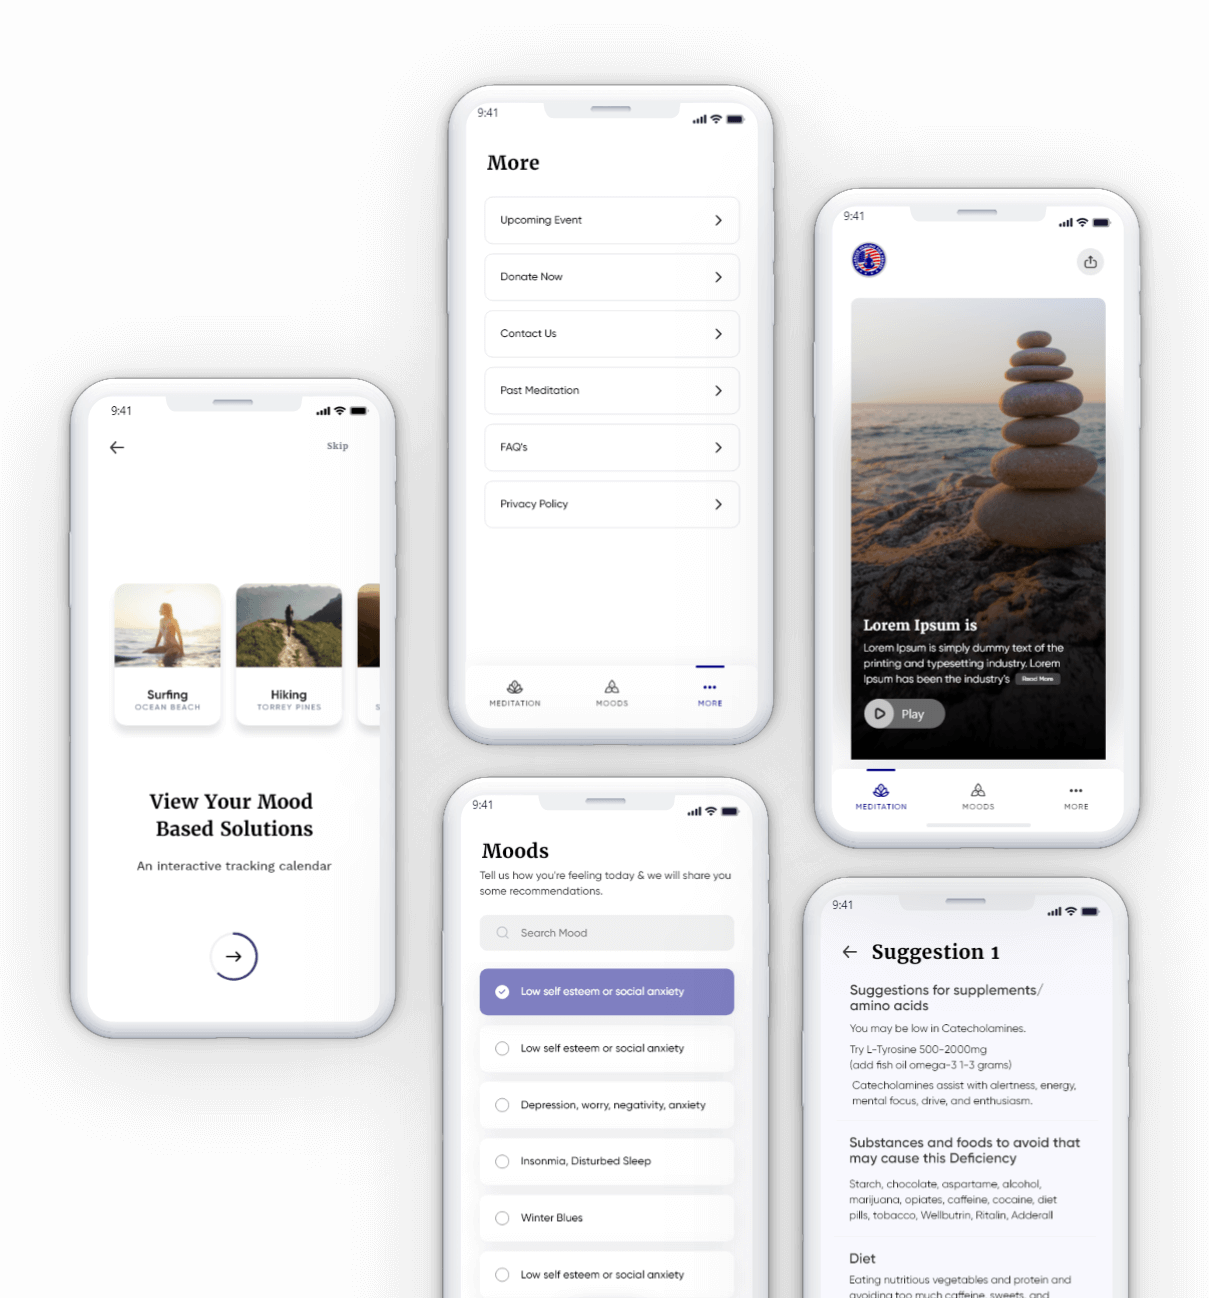 9:41
More
Upcoming Event
Donate Now
Contact Us
Past Meditation
FAQ's
Privacy Policy
MEDITATION
MOODS
MORE
9:41
Lorem Ipsum is
Lorem Ipsum is simply dummy text of the
printing and typesetting industry. Lorem
Ipsum has been the industry's Read More
Play
MEDITATION
MOODS
MORE
9:41
Skip
Surfing
OCEAN BEACH
Hiking
TORREY PINES
S
View Your Mood
Based Solutions
An interactive tracking calendar
9:41
Moods
Tell us how you're feeling today & we will share you
some recommendations.
Search Mood
Low self esteem or social anxiety
Low self esteem or social anxiety
Depression, worry, negativity, anxiety
Insonmia, Disturbed Sleep
Winter Blues
Low self esteem or social anxiety
9:41
Suggestion 1
Suggestions for supplements/
amino acids
You may be low in Catecholamines.
Try L-Tyrosine 500-2000mg
(add fish oil omega-3 1-3 grams)
Catecholamines assist with alertness, energy,
mental focus, drive, and enthusiasm.
Substances and foods to avoid that
may cause this Deficiency
Starch, chocolate, aspartame, alcohol,
marijuana, opiates, caffeine, cocaine, diet
pills, tobacco, Wellbutrin, Ritalin, Adderall
Diet
Eating nutritious vegetables and protein and
avoiding too much caffeine, sweets, and